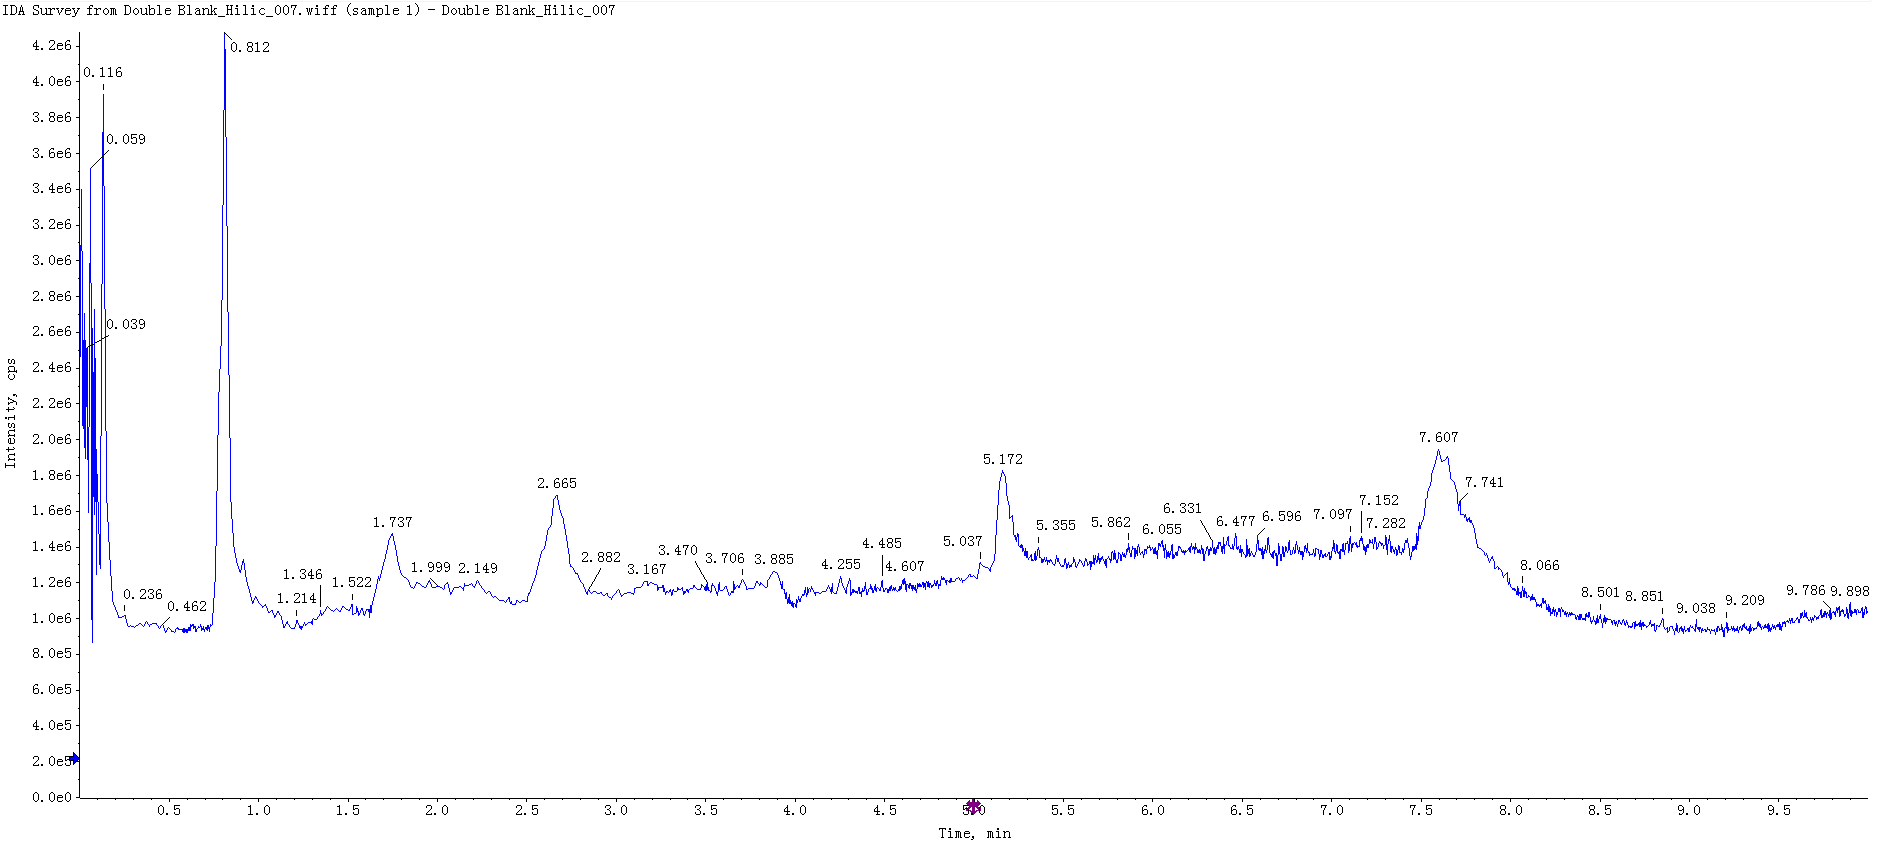 IDA Survey from Double Blank_Hilic_007.wiff (sample 1) - Double Blank_Hilic_007
4.2e6
4.0e6
3.8e6
3.6e6
3.4e6
3.2e6
3.0e6
2.8e6
2.6e6
2.4e6
2.2e6
2.0e6
1.8e6
1.6e6
1.4e6
1.2e6
1.0e6
8.0e5
6.0e5
4.0e5
2.0e5
0.0e0
Intensity, cps
0.116
0.059
0.039
0.236
0.462
0.812
1.214
1.346
1.522
1.737
1.999
2.149
2.665
2.882
3.167
3.470
3.706
3.885
4.255
4.485
4.607
5.037
5.172
5.355
5.862
6.055
6.331
6.477
6.596
7.097
7.152
7.282
7.607
7.741
8.066
8.501
8.851
9.038
9.209
9.786
9.898
0.5 1.0 1.5 2.0 2.5 3.0 3.5 4.0 4.5 5.0 5.5 6.0 6.5 7.0 7.5 8.0 8.5 9.0 9.5
Time, min